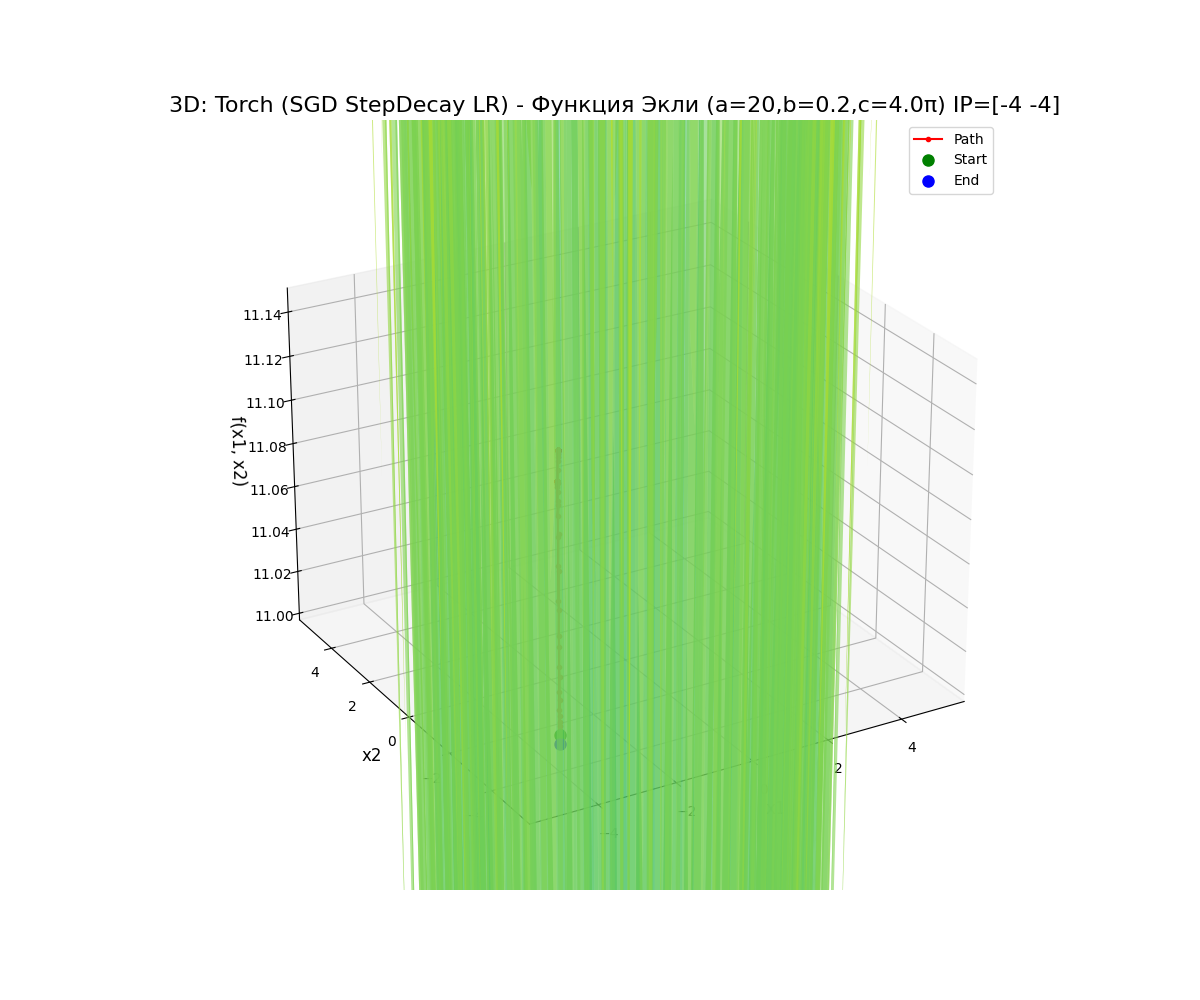 3D: Torch (SGD StepDecay LR) - Функция Экли (a=20,b=0.2,c=4.0π) IP=[-4 -4]
Path
Start
End
11.14
11.12
11.10
11.08
11.06
11.04
11.02
11.00
f(x1, x2)
4
2
0
−2
x2
−2
2
4